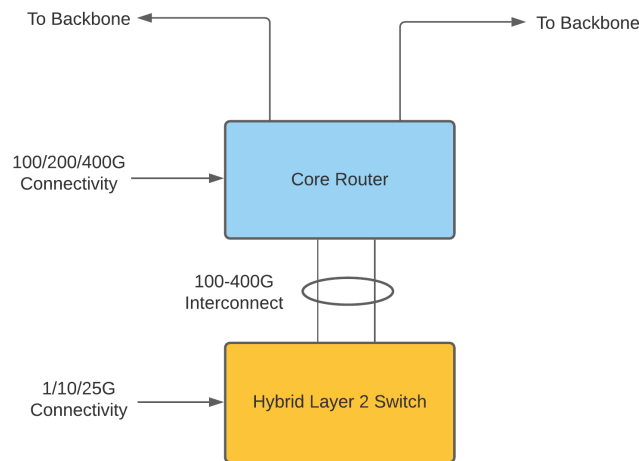 To Backbone
To Backbone
100/200/400G
Connectivity
Core Router
100-400G
Interconnect
1/10/25G
Connectivity
Hybrid Layer 2 Switch